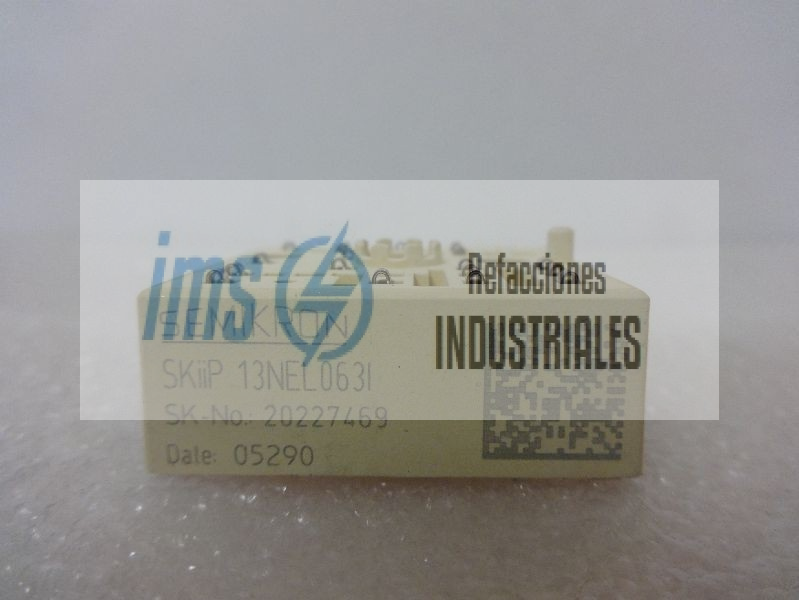 ims
Refacciones
INDUSTRIALES
SEMIKRON
SKiiP 13NEL063I
SK-No.: 20227469
Date: 05290